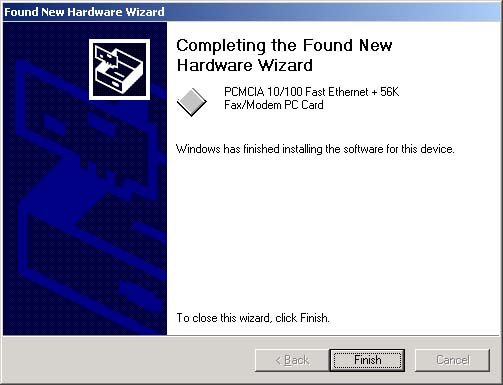 Found New Hardware Wizard
Completing the Found New
Hardware Wizard
PCMCIA 10/100 Fast Ethernet + 56K
Fax/Modem PC Card
Windows has finished installing the software for this device.
To close this wizard, click Finish.
< Back Finish Cancel